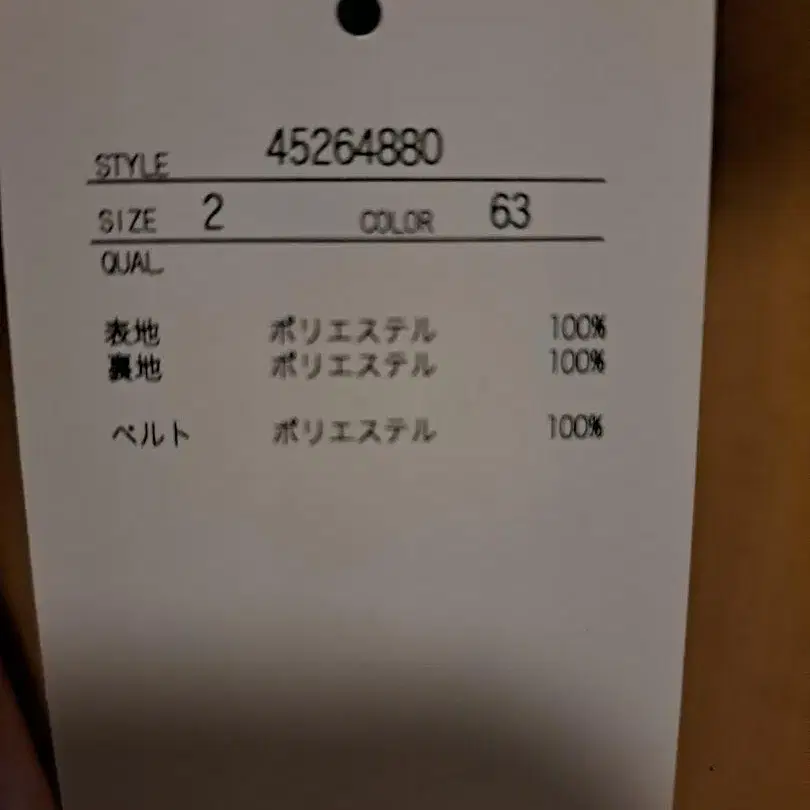 STYLE 45264880
SIZE 2 COLOR 63
QUAL.
表地 ポリエステル 100%
裏地 ポリエステル 100%
ベルト ポリエステル 100%